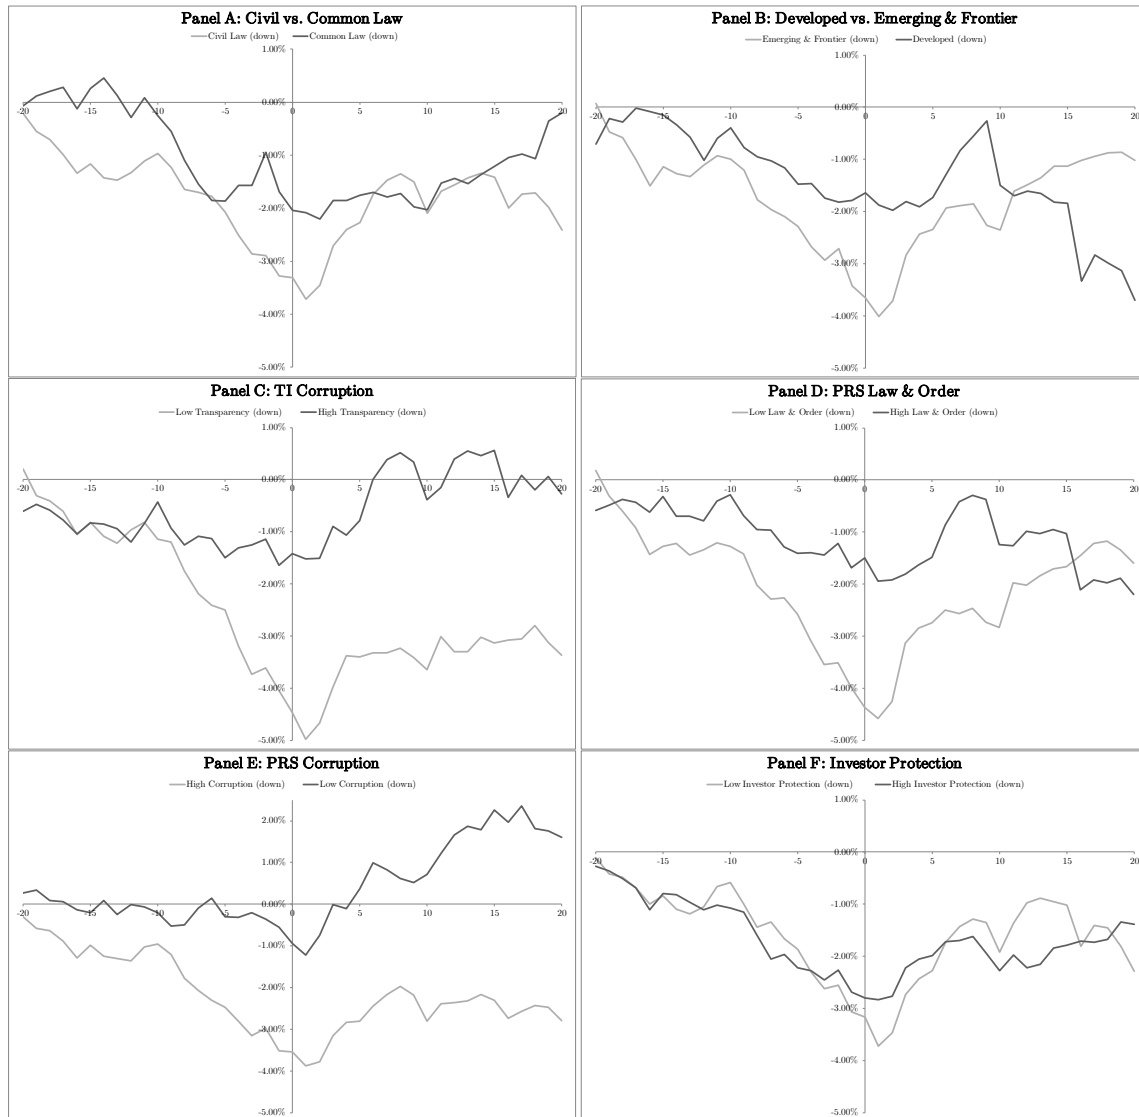 Panel A: Civil vs. Common Law
Civil Law (down) Common Law (down)
1.00%
0.00%
-20 -15 -10 -5 0 5 10 15 20
-1.00%
-2.00%
-3.00%
-4.00%
-5.00%
Panel B: Developed vs. Emerging & Frontier
Emerging & Frontier (down) Developed (down)
1.00%
0.00%
-20 -15 -10 -5 0 5 10 15 20
-1.00%
-2.00%
-3.00%
-4.00%
-5.00%
Panel C: TI Corruption
Low Transparency (down) High Transparency (down)
1.00%
0.00%
-20 -15 -10 -5 0 5 10 15 20
-1.00%
-2.00%
-3.00%
-4.00%
-5.00%
Panel D: PRS Law & Order
Low Law & Order (down) High Law & Order (down)
1.00%
0.00%
-20 -15 -10 -5 0 5 10 15 20
-1.00%
-2.00%
-3.00%
-4.00%
-5.00%
Panel E: PRS Corruption
High Corruption (down) Low Corruption (down)
2.00%
1.00%
0.00%
-20 -15 -10 -5 0 5 10 15 20
-1.00%
-2.00%
-3.00%
-4.00%
-5.00%
Panel F: Investor Protection
Low Investor Protection (down) High Investor Protection (down)
1.00%
0.00%
-20 -15 -10 -5 0 5 10 15 20
-1.00%
-2.00%
-3.00%
-4.00%
-5.00%